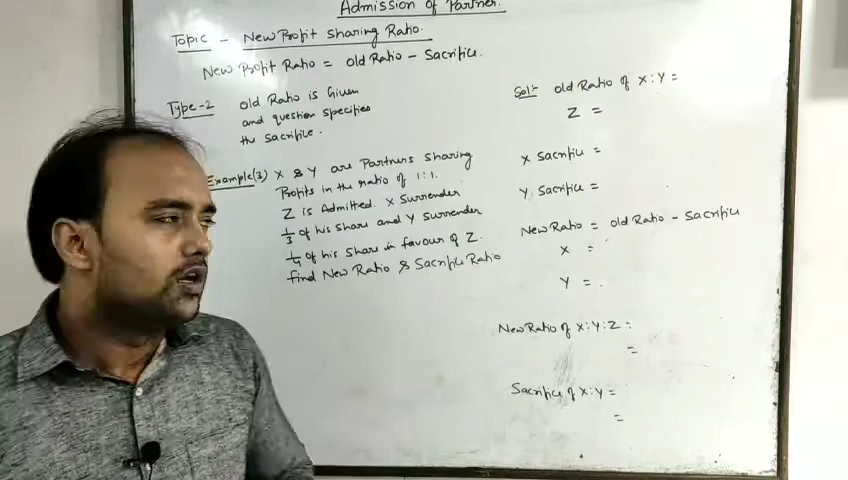 Admission of Partner.
Topic - New Profit Sharing Ratio.
New Profit Ratio = old Ratio - Sacrifice.
Type-2 old Ratio is Given
and question specifies
the sacrifice.
Example(3) X & Y are Partners sharing
Profits in the ratio of 1:1.
Z is Admitted. X Surrender
1/3 of his share and Y Surrender
1/4 of his share in favour of Z.
find New Ratio & Sacrifice Ratio
Sol:- old Ratio of X:Y =
Z =
X Sacrifice =
Y Sacrifice =
New Ratio = old Ratio - Sacrifice
X =
Y =
New Ratio of X:Y:Z =
=
Sacrifice of X:Y =
=